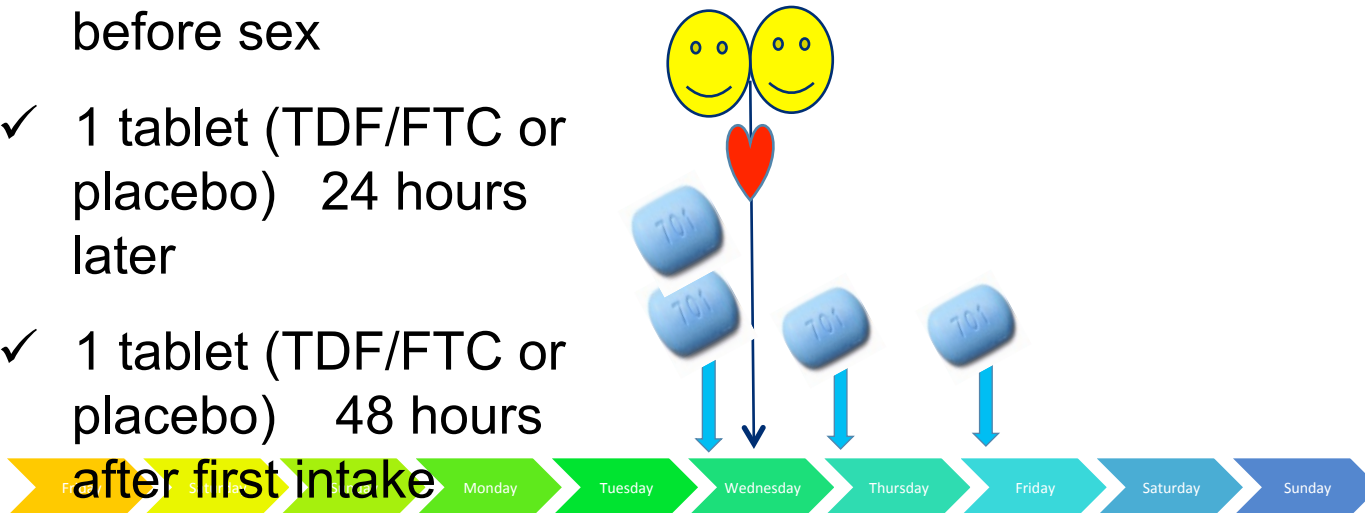 before sex
✓ 1 tablet (TDF/FTC or
placebo) 24 hours
later
✓ 1 tablet (TDF/FTC or
placebo) 48 hours
after first intake
701
701
701
701
Monday
Tuesday
Wednesday
Thursday
Friday
Saturday
Sunday